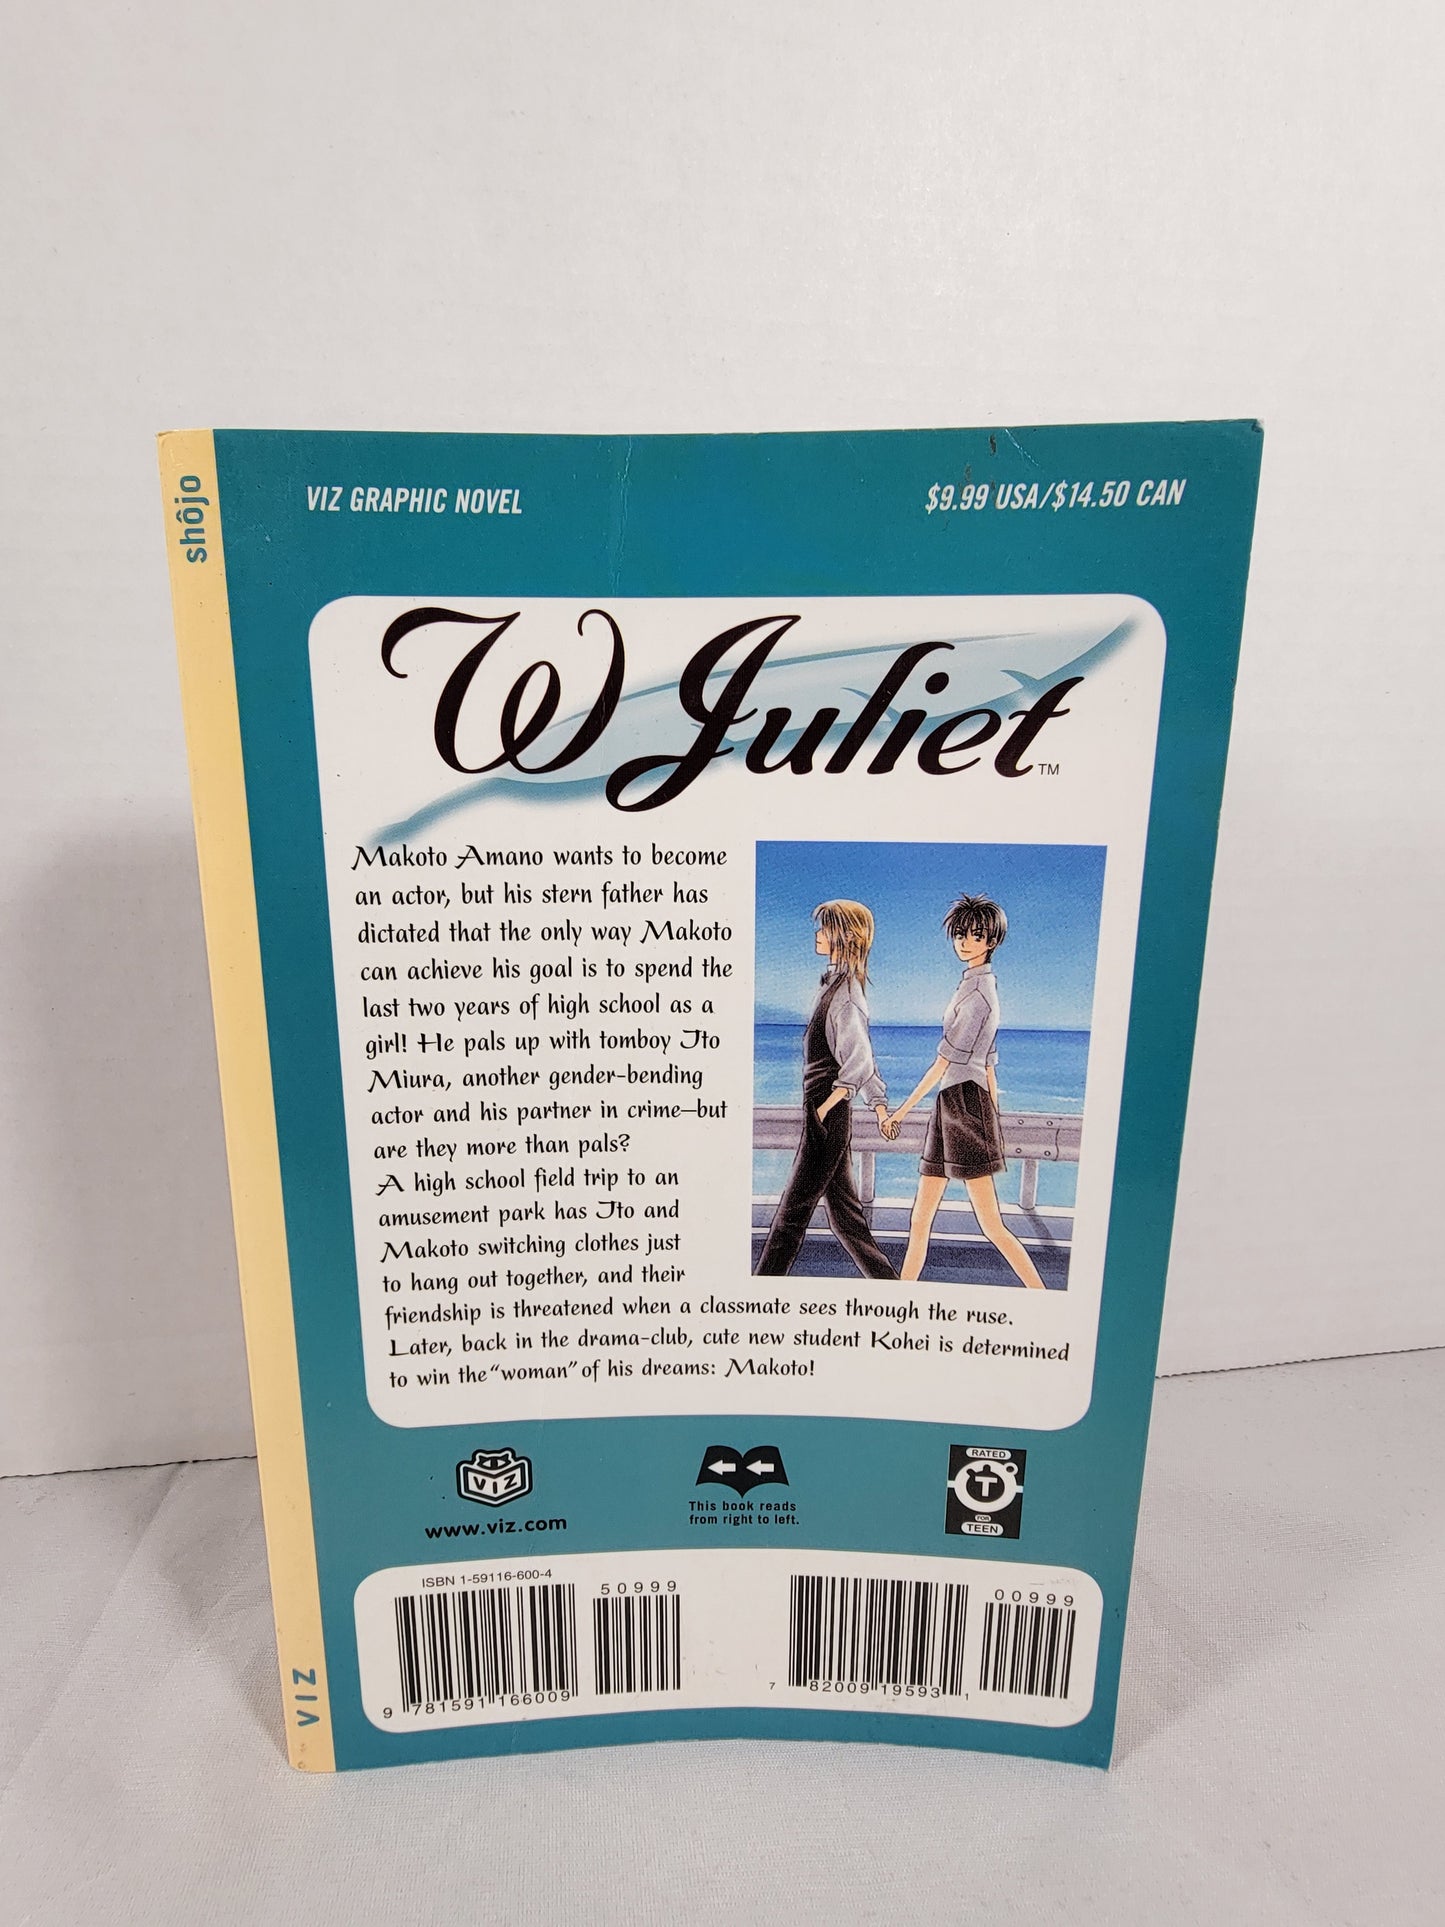 shôjo
VIZ GRAPHIC NOVEL
$9.99 USA/$14.50 CAN
W Juliet™
Makoto Amano wants to become
an actor, but his stern father has
dictated that the only way Makoto
can achieve his goal is to spend the
last two years of high school as a
girl! He pals up with tomboy Ito
Miura, another gender-bending
actor and his partner in crime—but
are they more than pals?
A high school field trip to an
amusement park has Ito and
Makoto switching clothes just
to hang out together, and their
friendship is threatened when a classmate sees through the ruse.
Later, back in the drama-club, cute new student Kohei is determined
to win the "woman" of his dreams: Makoto!
VIZ
www.viz.com
This book reads
from right to left.
RATED
T
FOR
TEEN
ISBN 1-59116-600-4
50999
9 781591 166009
00999
7 82009 19593 1
VIZ